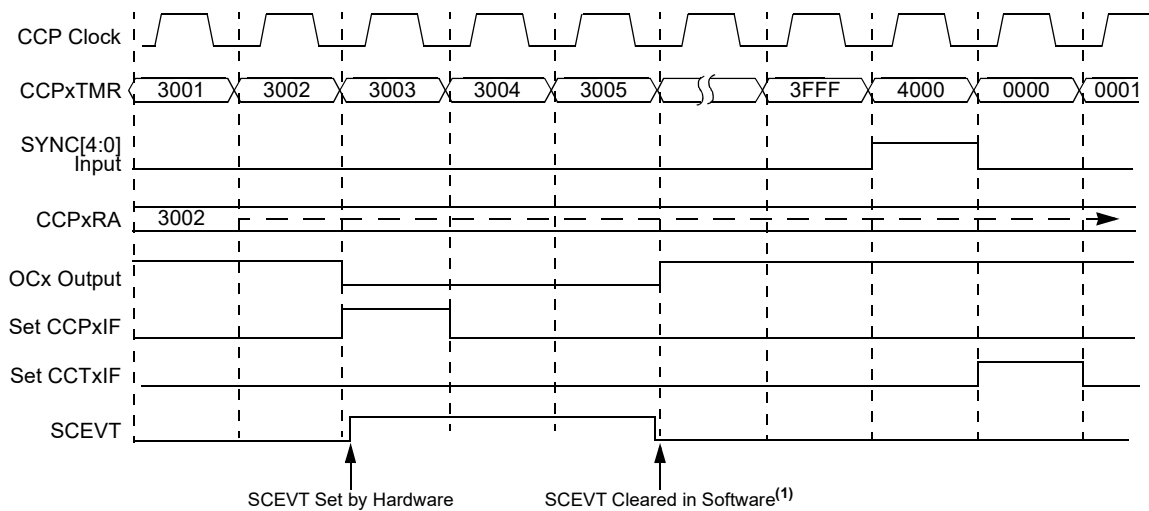 CCP Clock
CCPxTMR 3001 3002 3003 3004 3005 3FFF 4000 0000 0001
SYNC[4:0]
Input
CCPxRA 3002
OCx Output
Set CCPxIF
Set CCTxIF
SCEVT
SCEVT Set by Hardware SCEVT Cleared in Software(1)